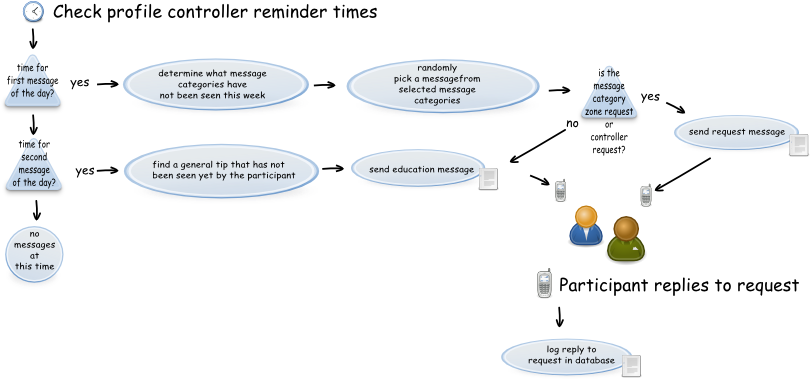 Check profile controller reminder times
time for
first message
of the day?
yes
determine what message
categories have
not been seen this week
randomly
pick a messagefrom
selected message
categories
is the
message
category
zone request
or
controller
request?
yes
no
send request message
time for
second
message
of the day?
yes
find a general tip that has not
been seen yet by the participant
send education message
no
messages
at
this time
Participant replies to request
log reply to
request in database